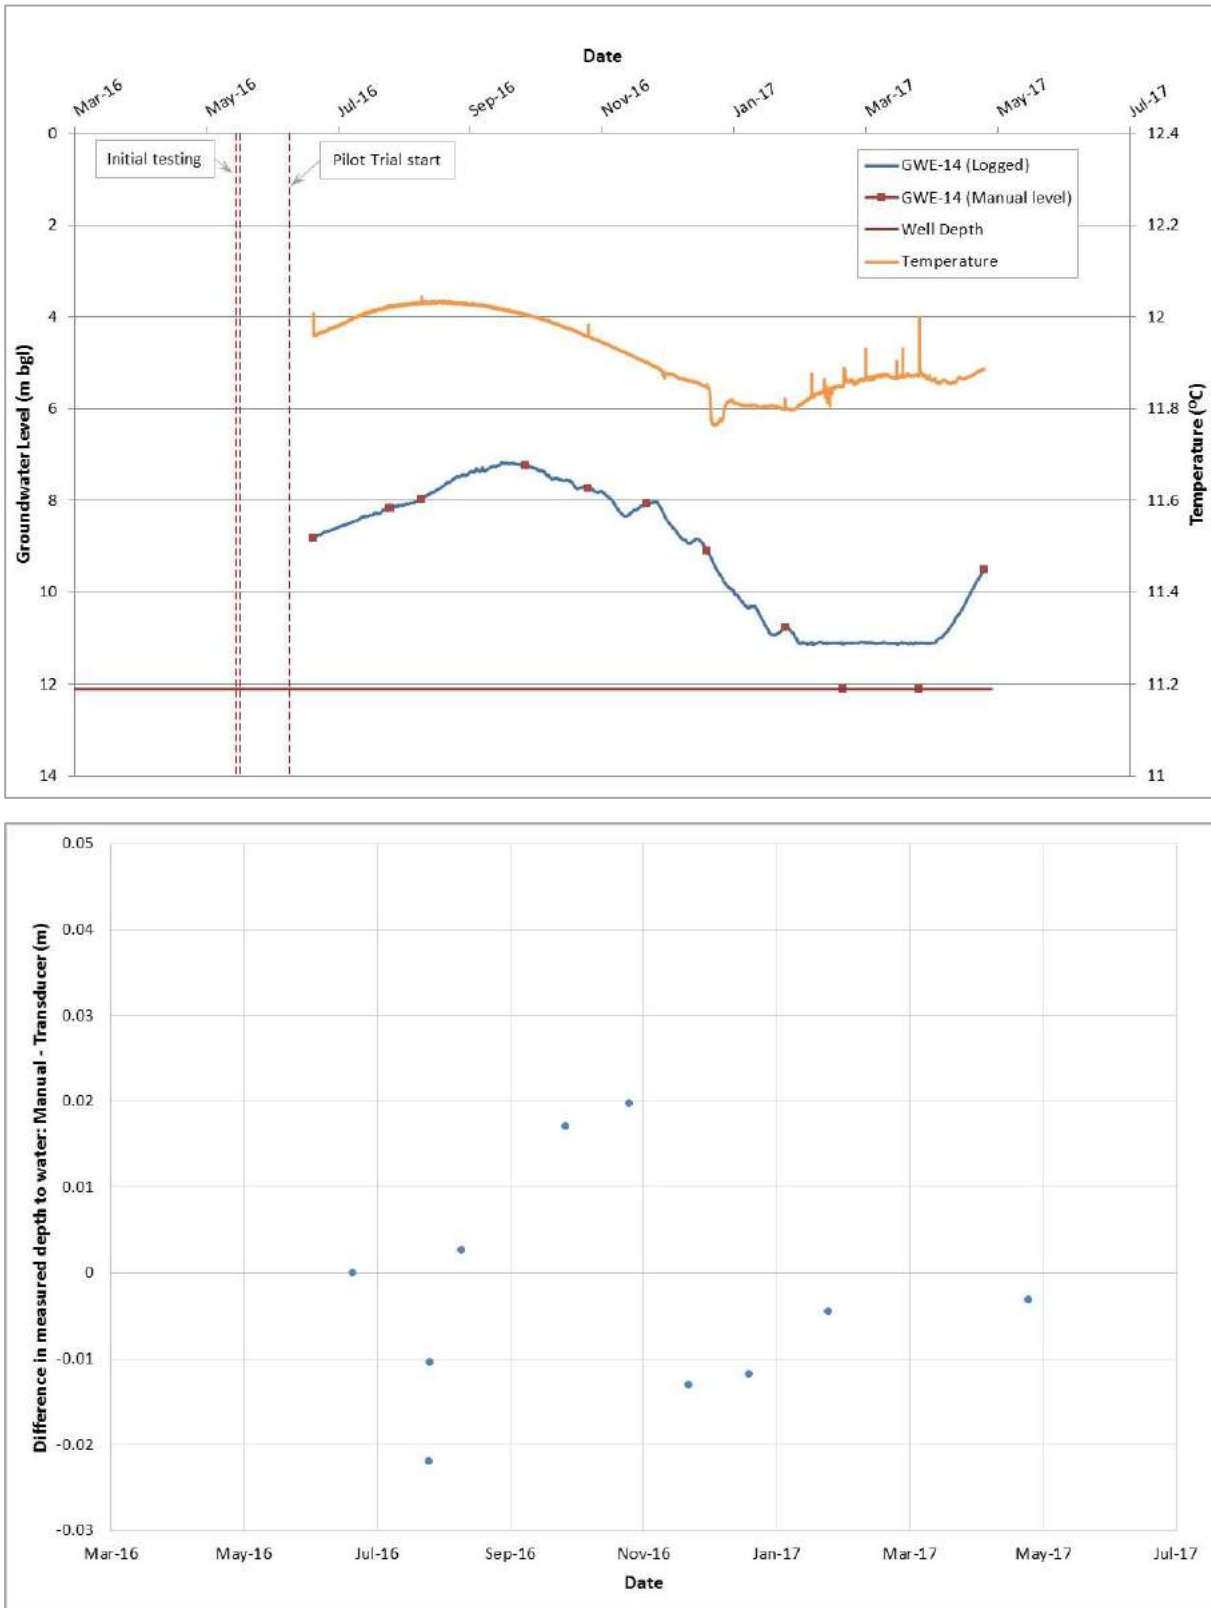 Date
Mar-16 May-16 Jul-16 Sep-16 Nov-16 Jan-17 Mar-17 May-17 Jul-17
0 12.4
Initial testing
Pilot Trial start
GWE-14 (Logged)
GWE-14 (Manual level)
Well Depth
Temperature
2 12.2
4 12
6 11.8
8 11.6
10 11.4
12 11.2
14 11
Groundwater Level (m bgl)
Temperature (ºC)
0.05
0.04
0.03
0.02
0.01
0
-0.01
-0.02
-0.03
Difference in measured depth to water: Manual - Transducer (m)
Mar-16 May-16 Jul-16 Sep-16 Nov-16 Jan-17 Mar-17 May-17 Jul-17
Date